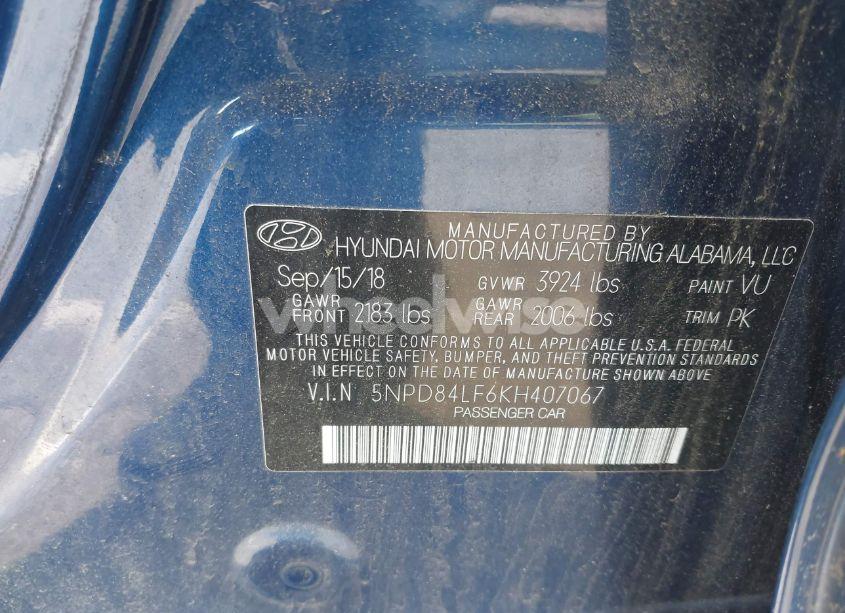 MANUFACTURED BY
HYUNDAI MOTOR MANUFACTURING ALABAMA, LLC
Sep/15/18 GVWR 3924 lbs PAINT VU
GAWR FRONT 2183 lbs GAWR REAR 2006 lbs TRIM PK
wheelwise
THIS VEHICLE CONFORMS TO ALL APPLICABLE U.S.A. FEDERAL
MOTOR VEHICLE SAFETY, BUMPER, AND THEFT PREVENTION STANDARDS
IN EFFECT ON THE DATE OF MANUFACTURE SHOWN ABOVE
V.I.N 5NPD84LF6KH407067
PASSENGER CAR